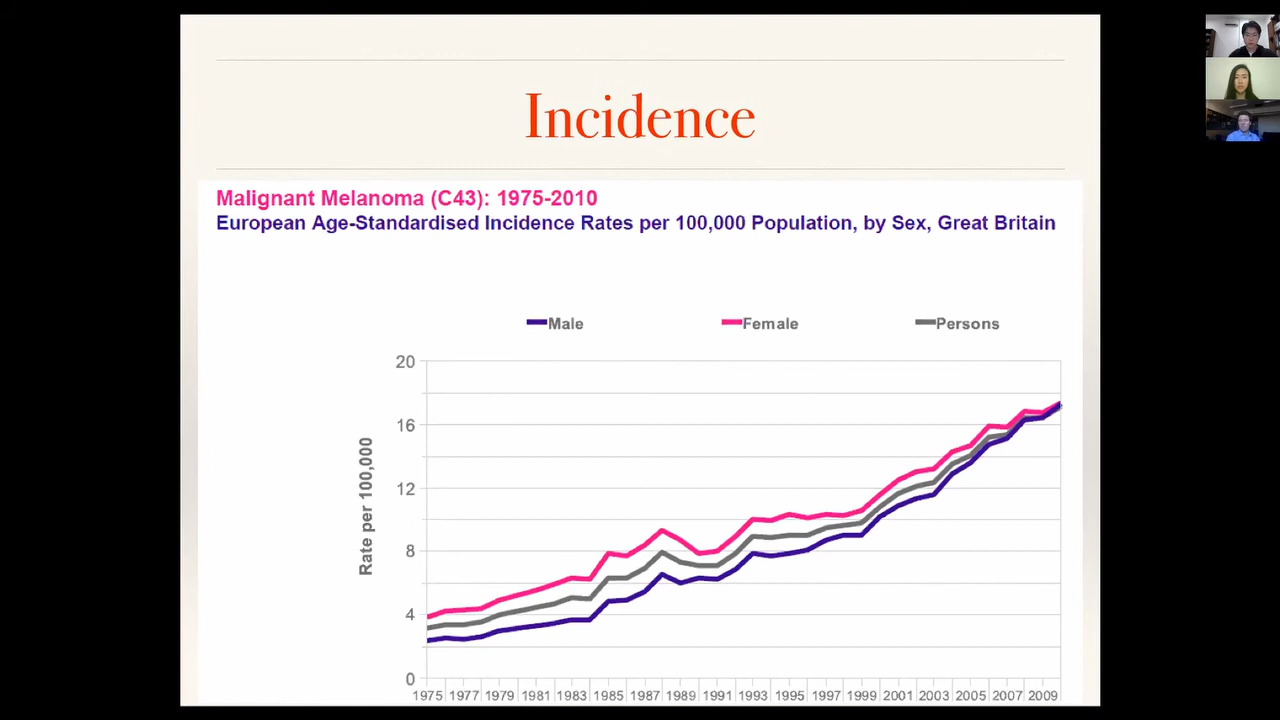 Incidence
Malignant Melanoma (C43): 1975-2010
European Age-Standardised Incidence Rates per 100,000 Population, by Sex, Great Britain
Male Female Persons
20
16
12
8
4
0
Rate per 100,000
1975 1977 1979 1981 1983 1985 1987 1989 1991 1993 1995 1997 1999 2001 2003 2005 2007 2009